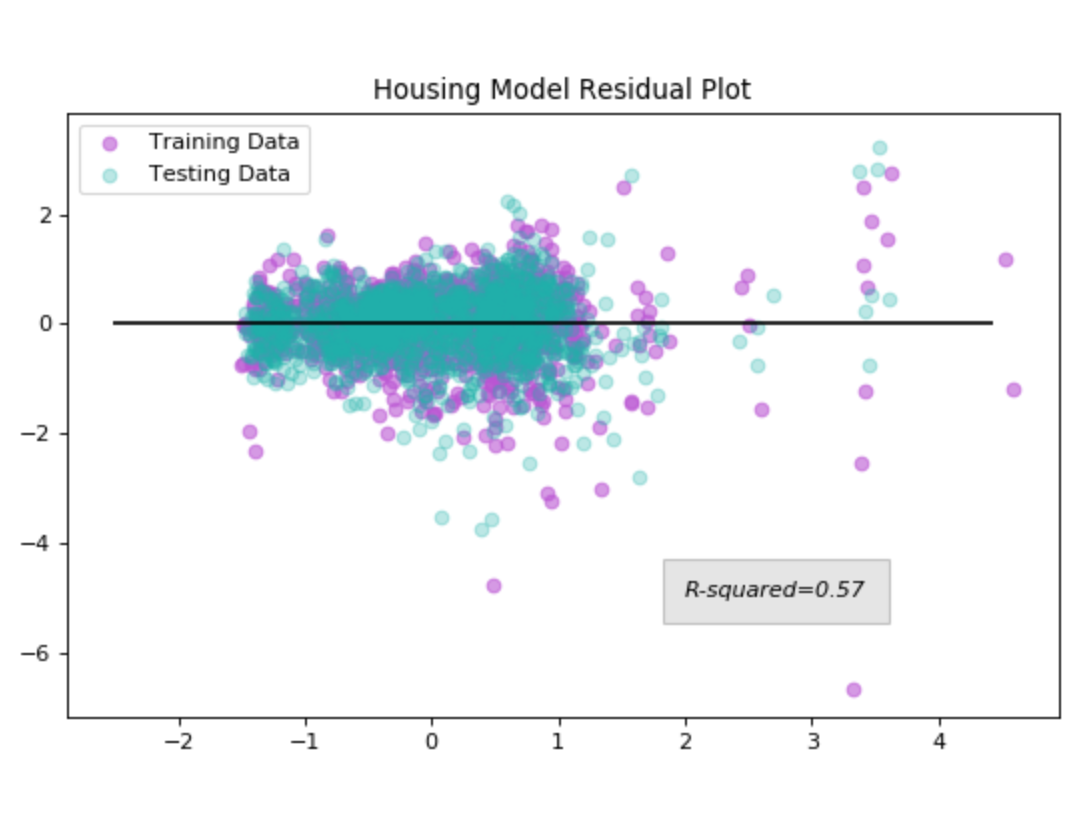 Housing Model Residual Plot
Training Data
Testing Data
2
0
−2
−4
−6
R-squared=0.57
−2 −1 0 1 2 3 4